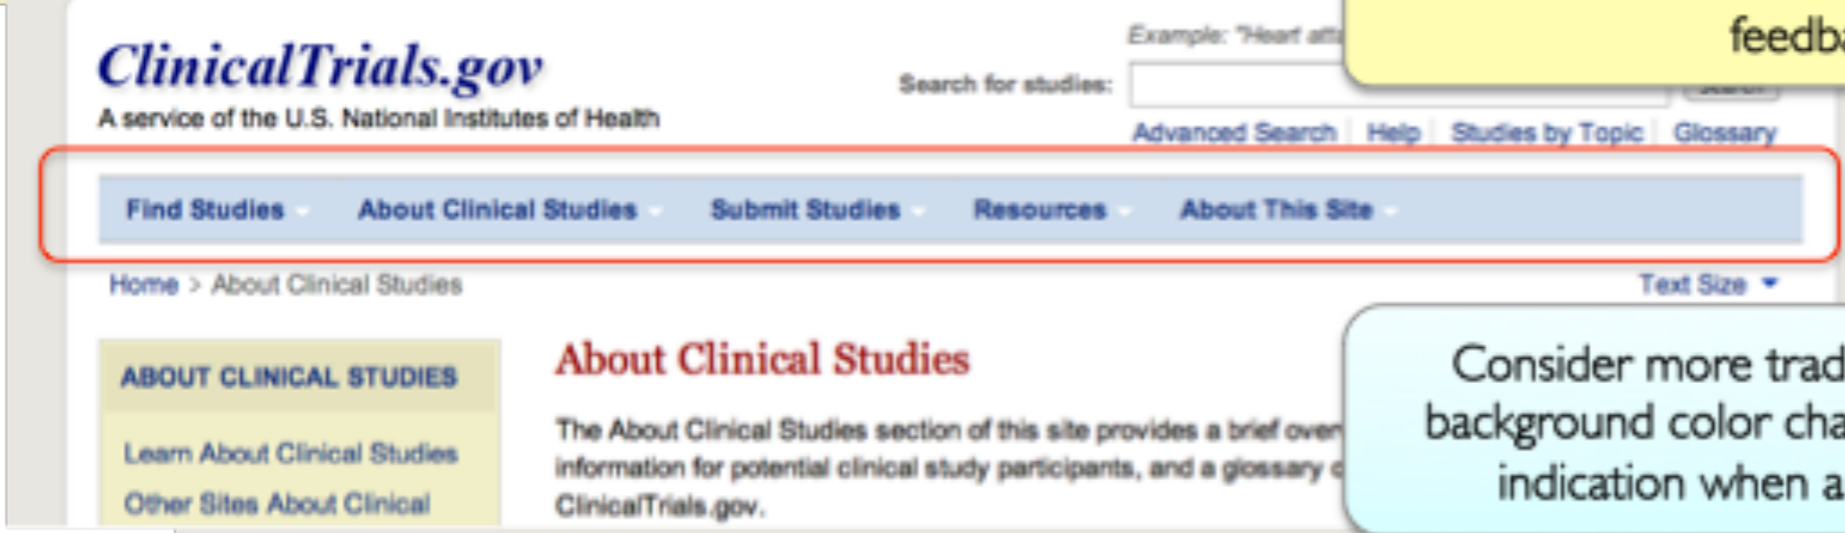 feedba
Example: "Heart atta
ClinicalTrials.gov
Search for studies:
A service of the U.S. National Institutes of Health
Advanced Search Help Studies by Topic Glossary
Find Studies About Clinical Studies Submit Studies Resources About This Site
Home > About Clinical Studies
Text Size
ABOUT CLINICAL STUDIES
Learn About Clinical Studies
Other Sites About Clinical
About Clinical Studies
The About Clinical Studies section of this site provides a brief over
information for potential clinical study participants, and a glossary
ClinicalTrials.gov.
Consider more trad
background color cha
indication when a